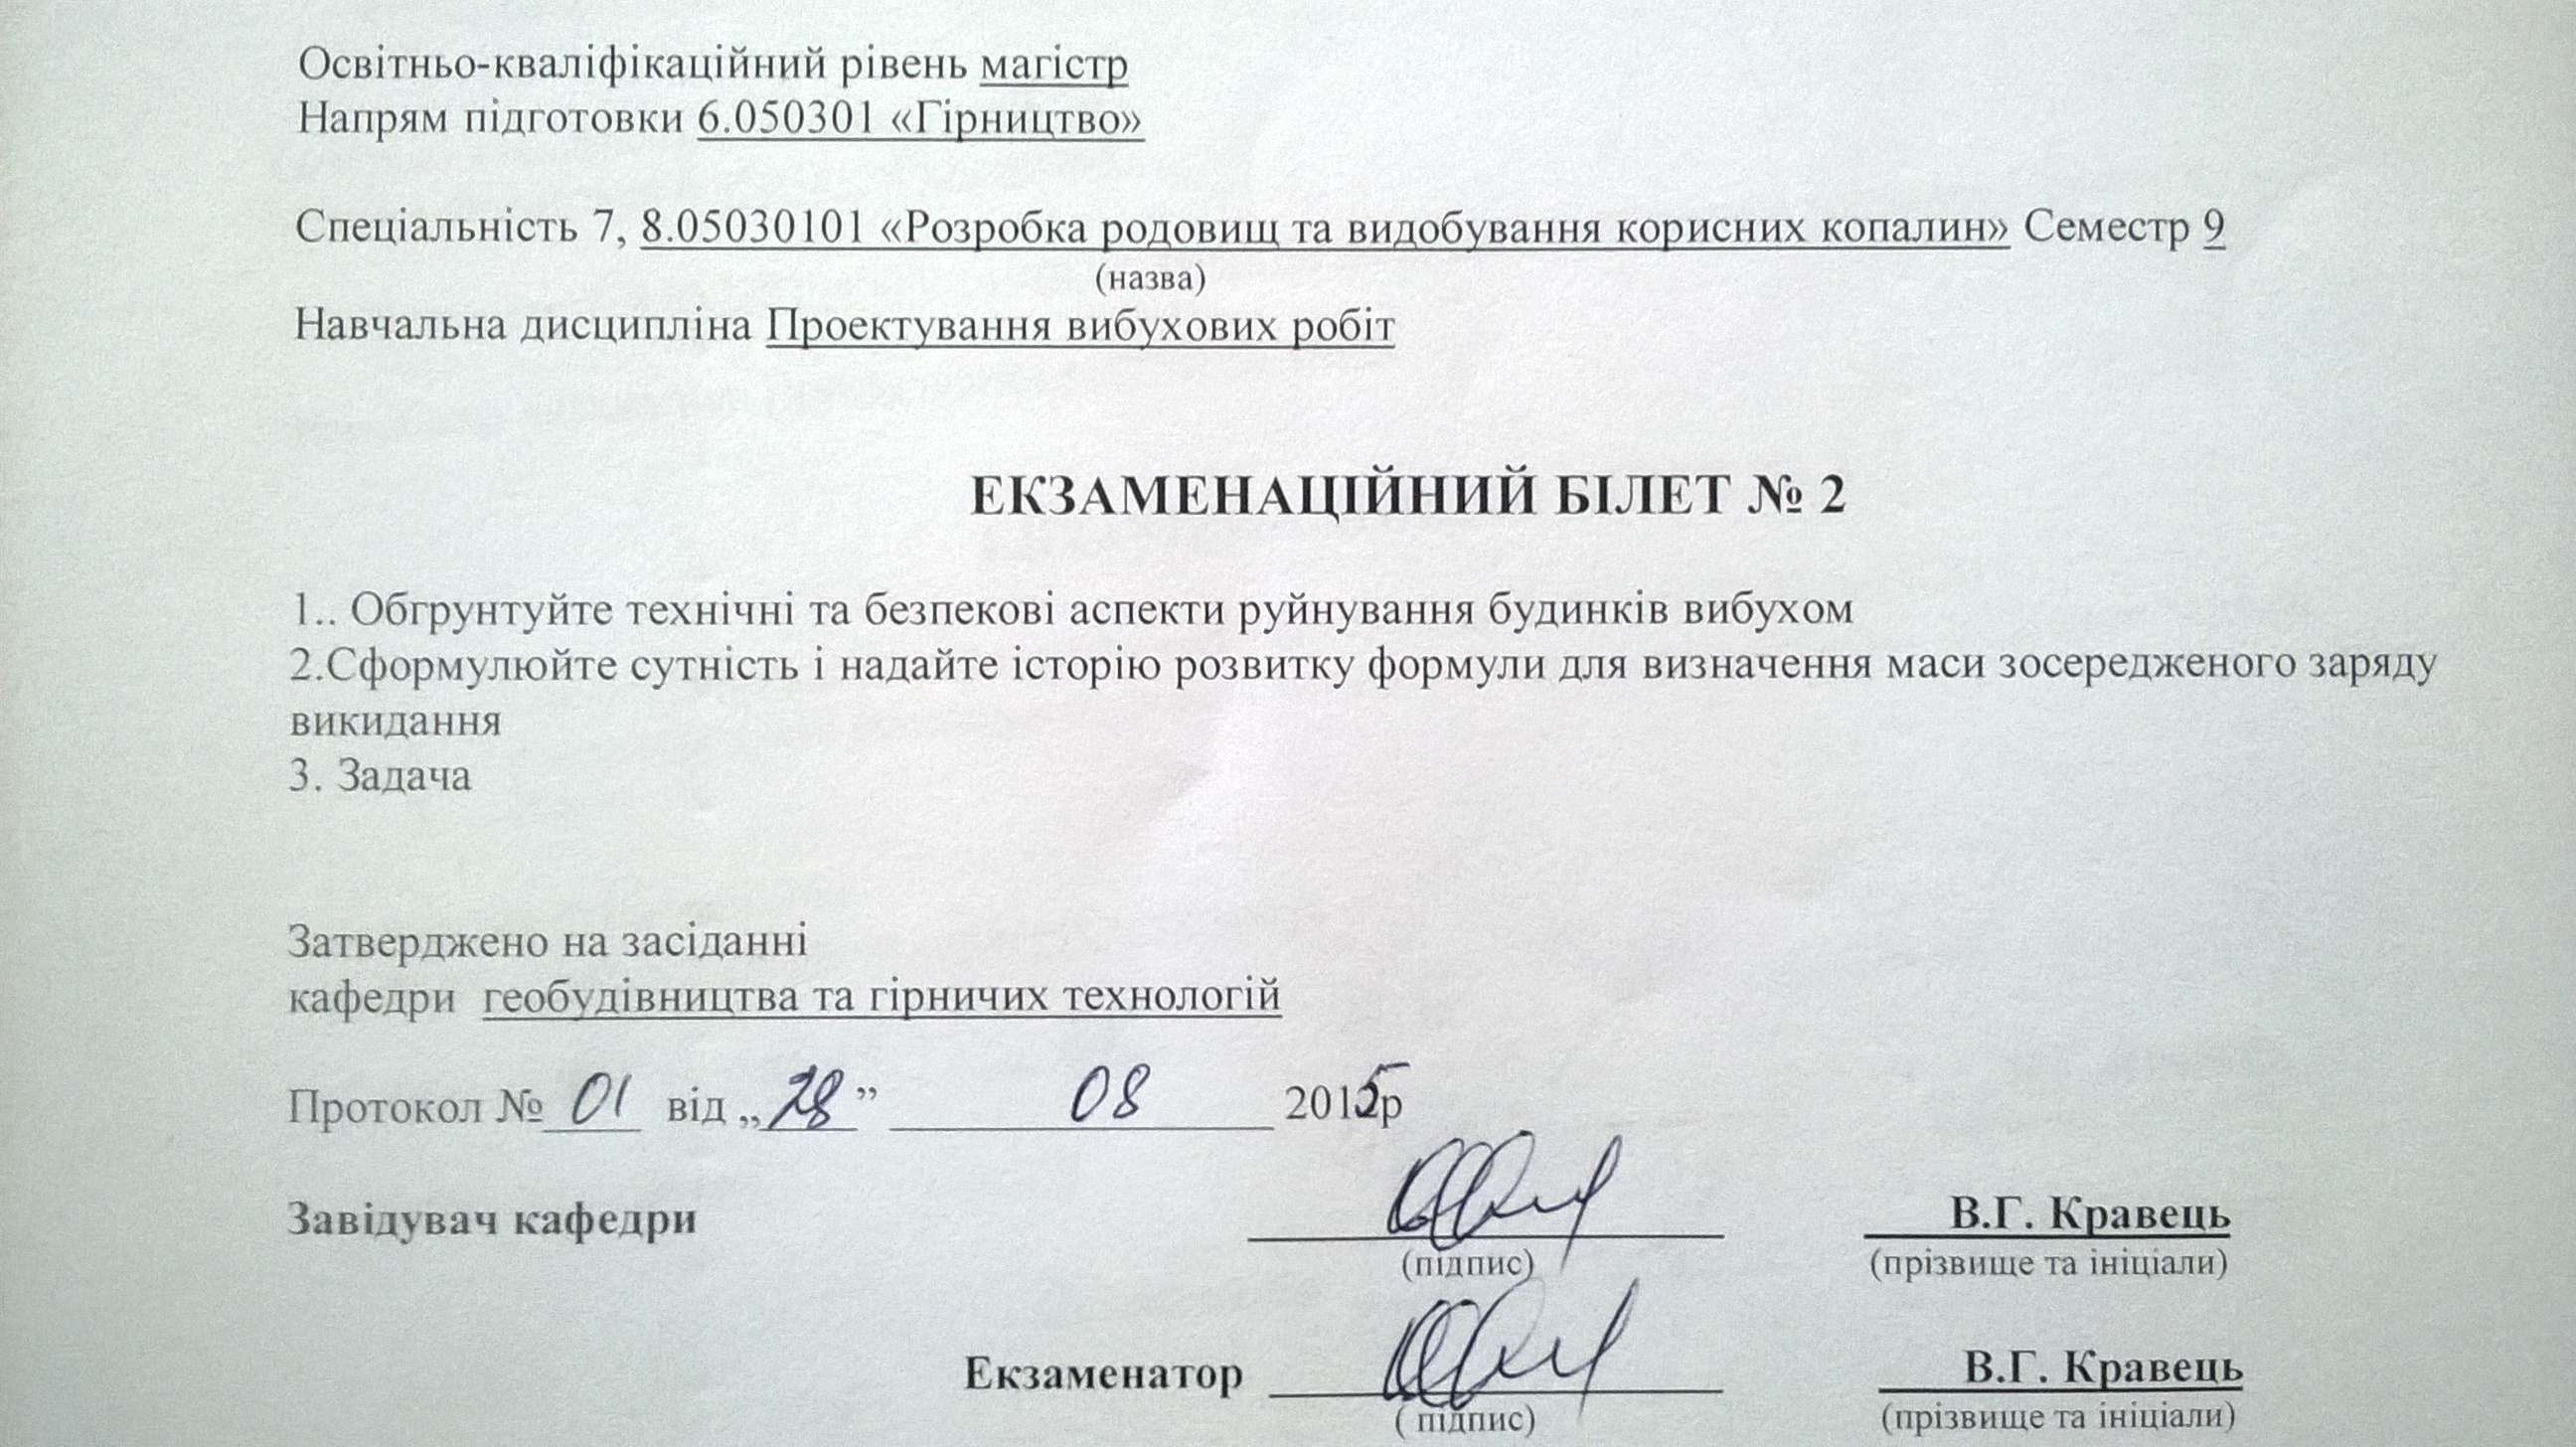 Освітньо-кваліфікаційний рівень магістр
Напрям підготовки 6.050301 «Гірництво»
Спеціальність 7, 8.05030101 «Розробка родовищ та видобування корисних копалин» Семестр 9
(назва)
Навчальна дисципліна Проектування вибухових робіт
ЕКЗАМЕНАЦІЙНИЙ БІЛЕТ № 2
1.. Обгрунтуйте технічні та безпекові аспекти руйнування будинків вибухом
2.Сформулюйте сутність і надайте історію розвитку формули для визначення маси зосередженого заряду
викидання
3. Задача
Затверджено на засіданні
кафедри геобудівництва та гірничих технологій
Протокол № 01 від „28” 08 2015р
Завідувач кафедри В.Г. Кравець
(підпис) (прізвище та ініціали)
Екзаменатор В.Г. Кравець
( підпис) (прізвище та ініціали)